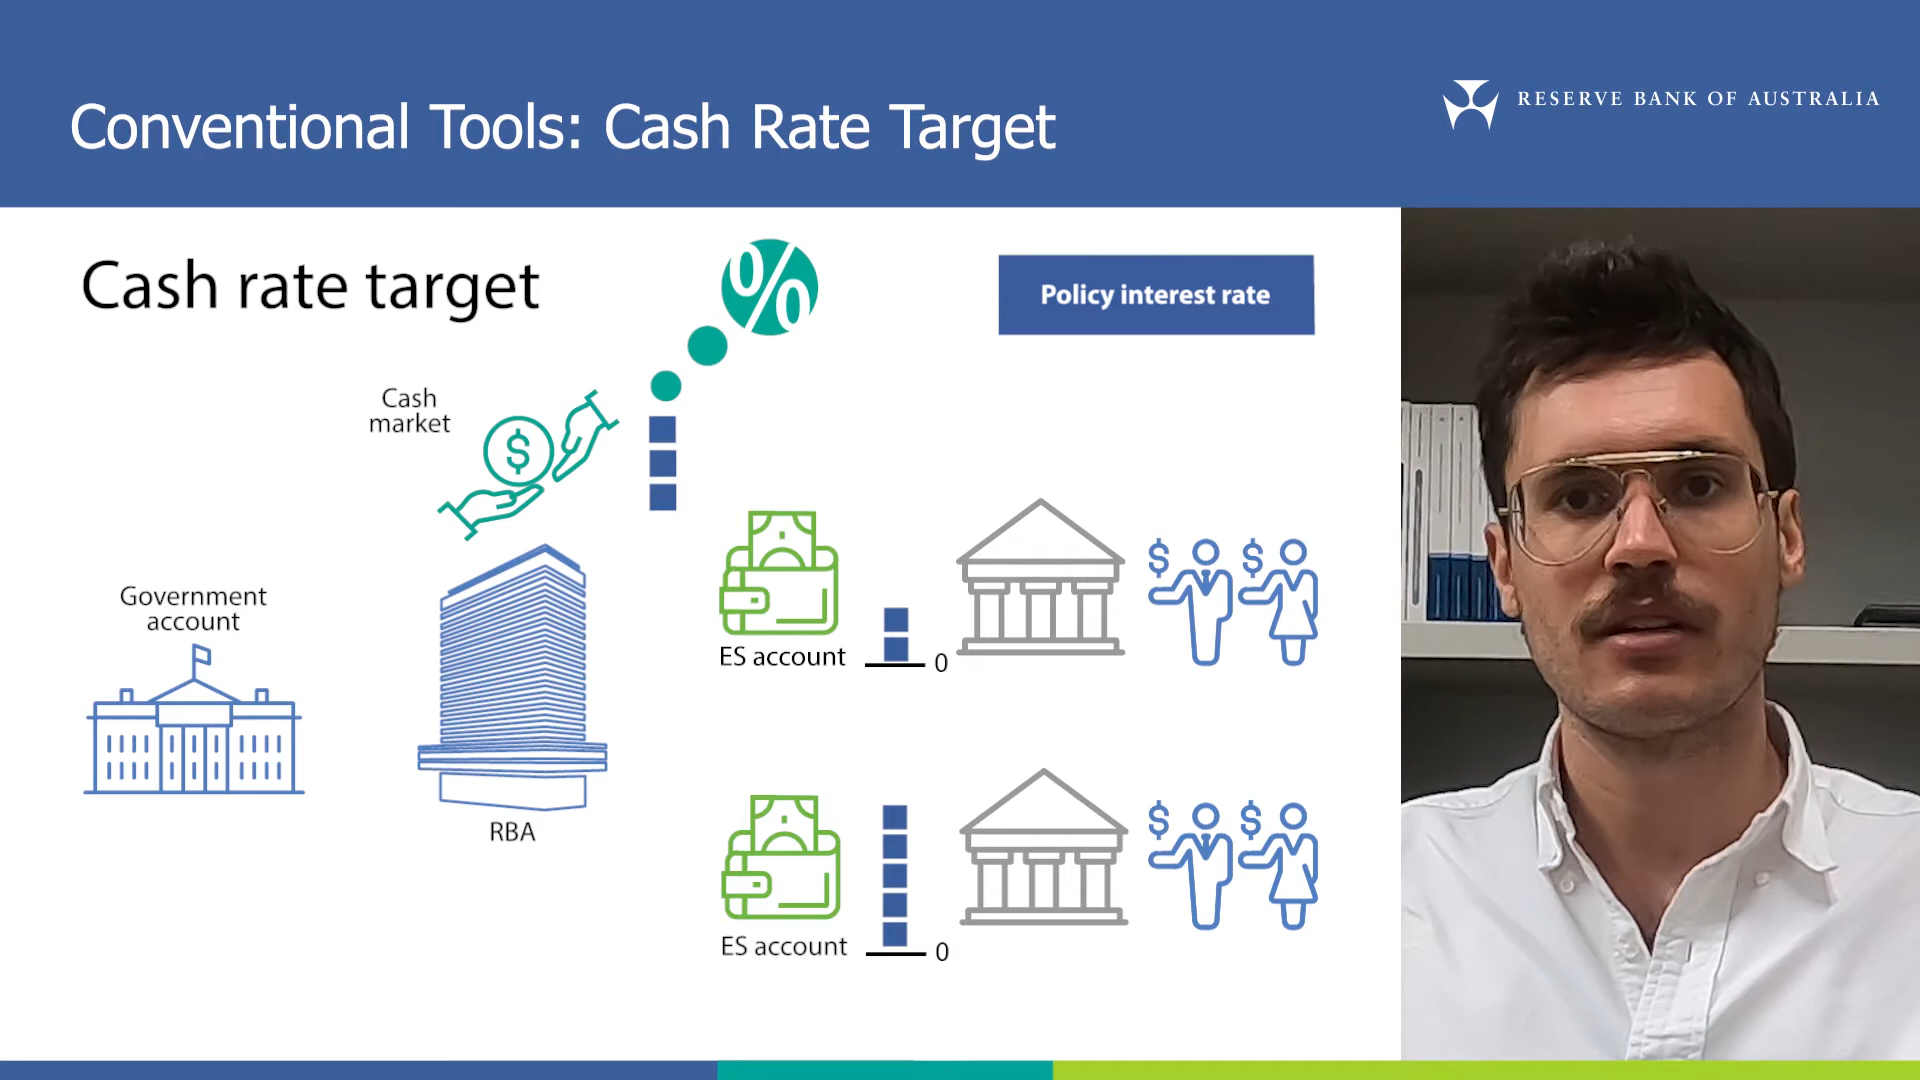 Conventional Tools: Cash Rate Target
RESERVE BANK OF AUSTRALIA
Cash rate target
%
Policy interest rate
Cash
market
$
Government
account
RBA
ES account
0
$ $
ES account
0
$ $